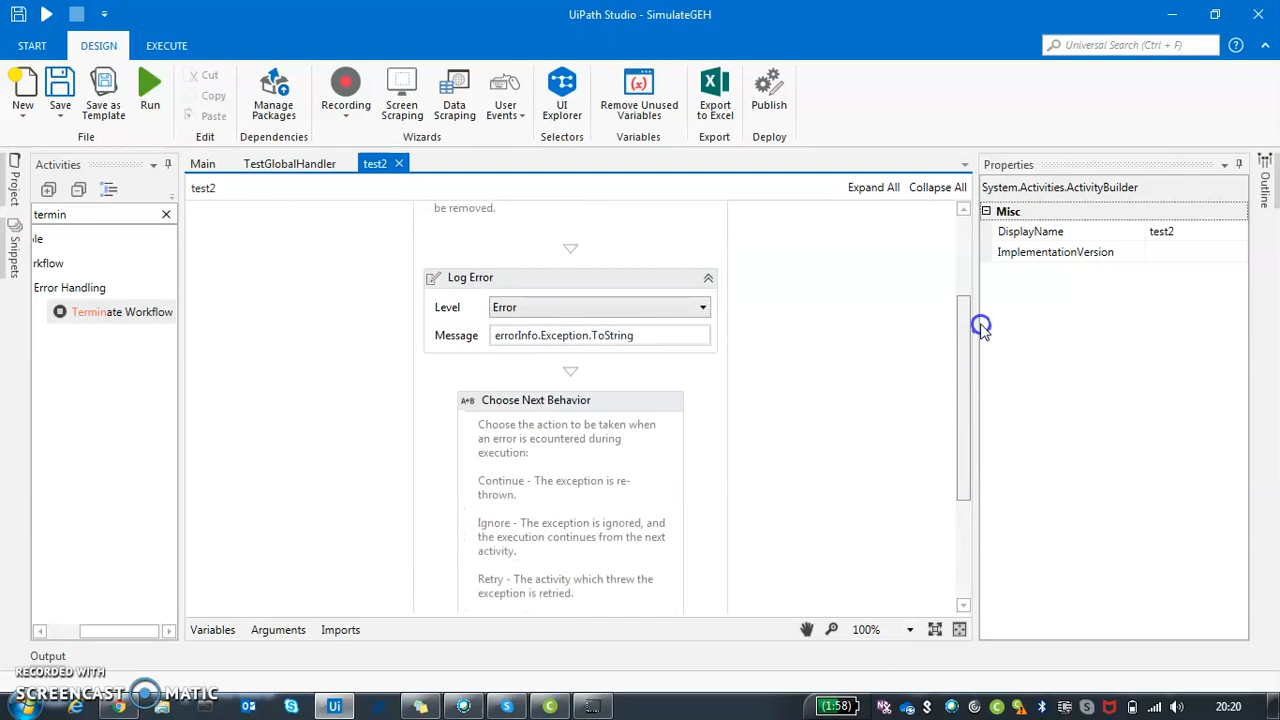 UiPath Studio - SimulateGEH
START
DESIGN
EXECUTE
Universal Search (Ctrl + F)
New
Save
Save as
Template
Run
Cut
Copy
Paste
Manage
Packages
Recording
Screen
Scraping
Data
Scraping
User
Events
UI
Explorer
Remove Unused
Variables
Export
to Excel
Publish
File
Edit
Dependencies
Wizards
Selectors
Variables
Export
Deploy
Project
Snippets
Activities
termin
le
rkflow
Error Handling
Terminate Workflow
Main
TestGlobalHandler
test2
test2
Expand All
Collapse All
be removed.
Log Error
Level
Error
Message
errorInfo.Exception.ToString
A+B
Choose Next Behavior
Choose the action to be taken when
an error is ecountered during
execution:
Continue - The exception is re-
thrown.
Ignore - The exception is ignored, and
the execution continues from the next
activity.
Retry - The activity which threw the
exception is retried.
Variables
Arguments
Imports
100%
Properties
System.Activities.ActivityBuilder
Misc
DisplayName
test2
ImplementationVersion
Outline
Output
RECORDED WITH
SCREENCAST MATIC
Ui
(1:58)
20:20